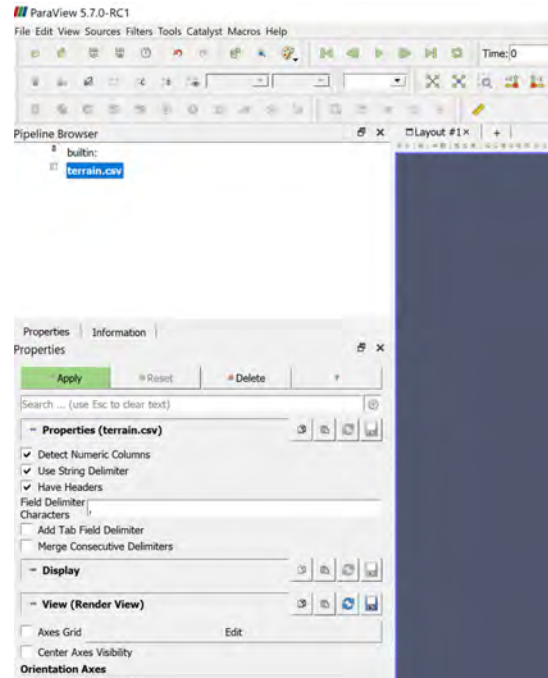 ParaView 5.7.0-RC1
File Edit View Sources Filters Tools Catalyst Macros Help
Time: 0
Pipeline Browser
Layout #1
+
builtin:
terrain.csv
Properties Information
Properties
Apply Reset Delete ?
Search ... (use Esc to clear text)
Properties (terrain.csv)
Detect Numeric Columns
Use String Delimiter
Have Headers
Field Delimiter
Characters ,
Add Tab Field Delimiter
Merge Consecutive Delimiters
Display
View (Render View)
Axes Grid Edit
Center Axes Visibility
Orientation Axes